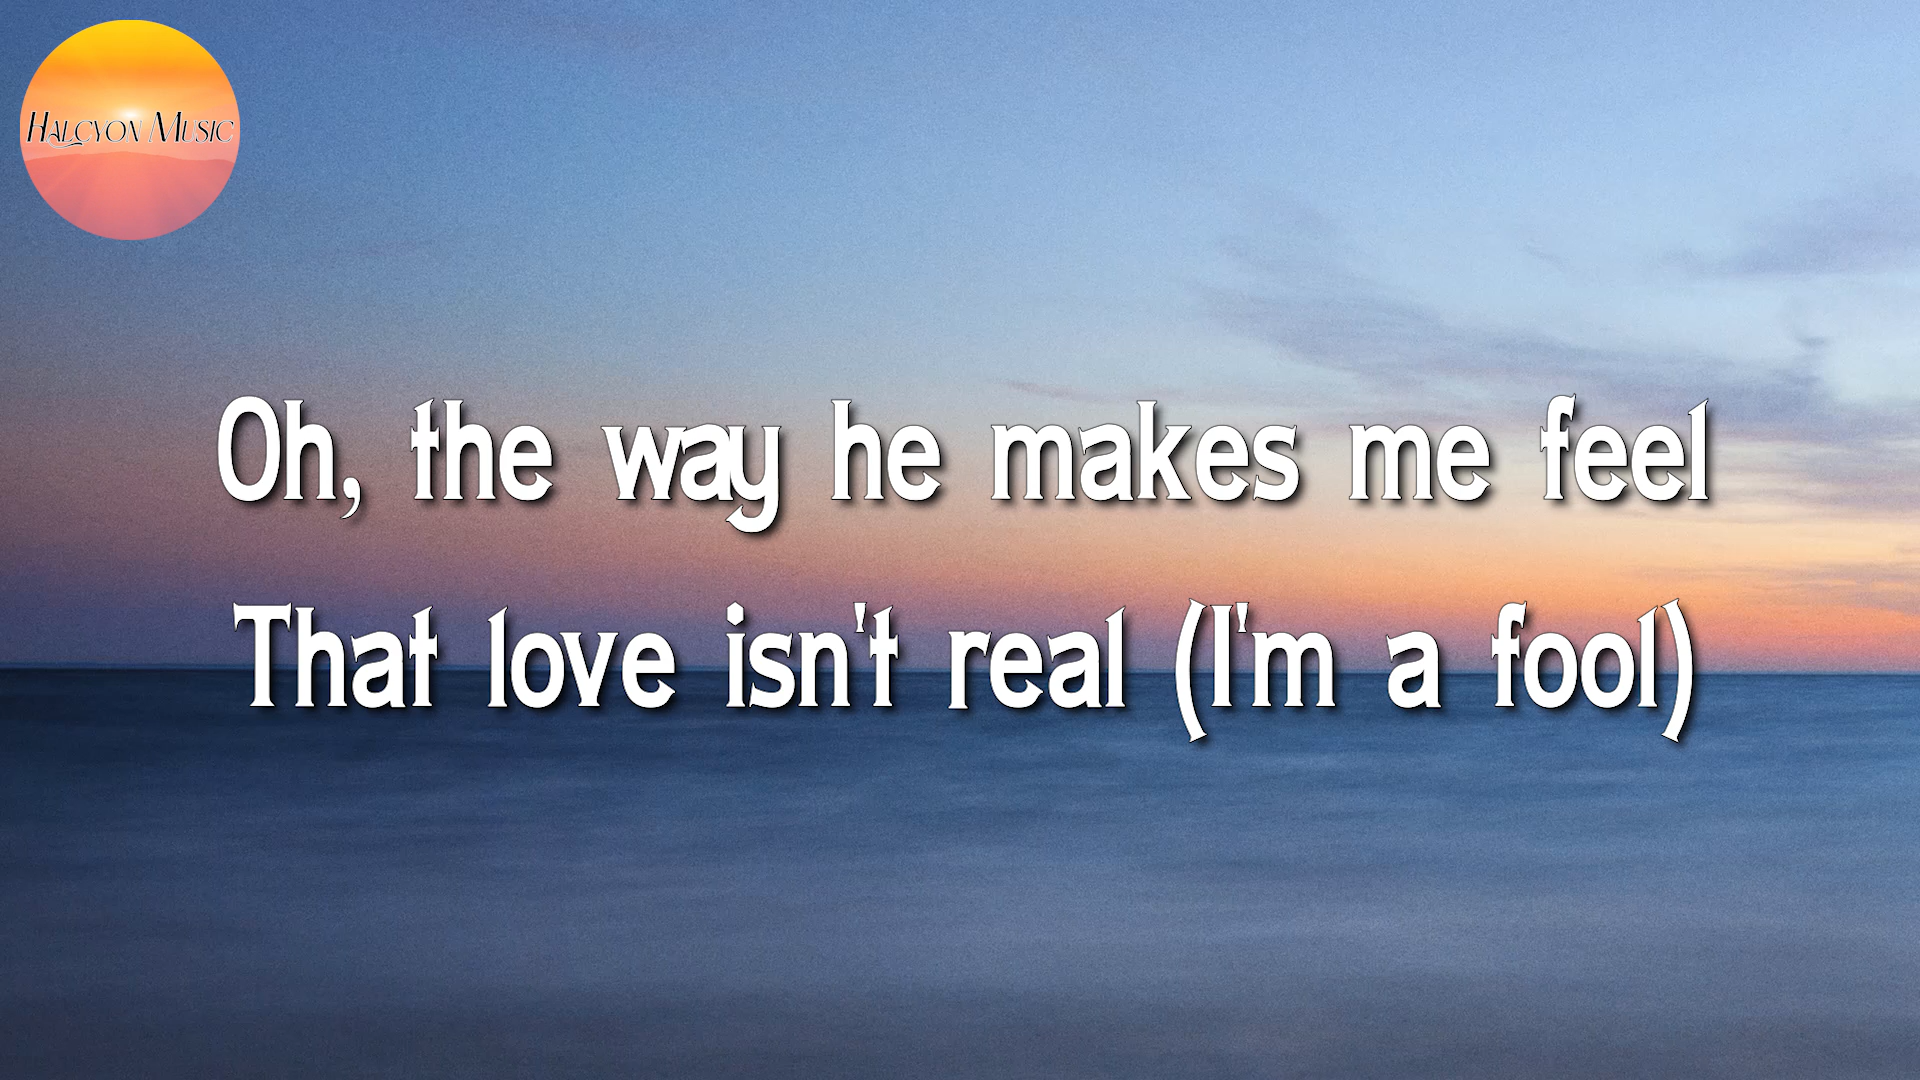 HALCYON MUSIC
Oh, the way he makes me feel
That love isn't real (I'm a fool)